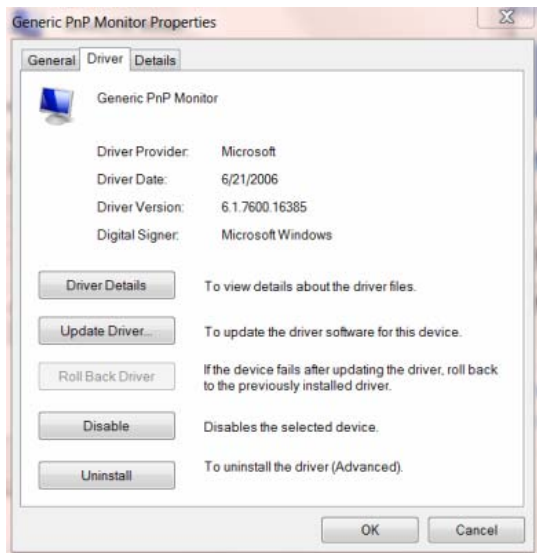 Generic PnP Monitor Properties
General Driver Details
Generic PnP Monitor
Driver Provider: Microsoft
Driver Date: 6/21/2006
Driver Version: 6.1.7600.16385
Digital Signer: Microsoft Windows
Driver Details To view details about the driver files.
Update Driver... To update the driver software for this device.
Roll Back Driver If the device fails after updating the driver, roll back
to the previously installed driver.
Disable Disables the selected device.
Uninstall To uninstall the driver (Advanced).
OK Cancel